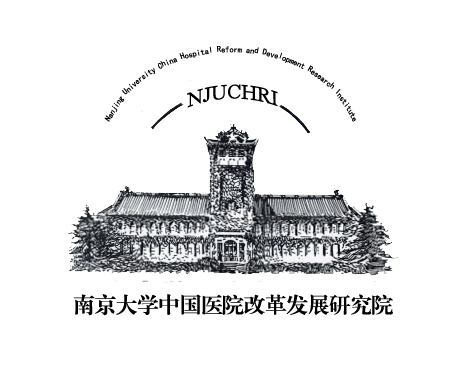 Nanjing University China Hospital Reform and Development Research Institute
NJUCHRI
南京大学中国医院改革发展研究院